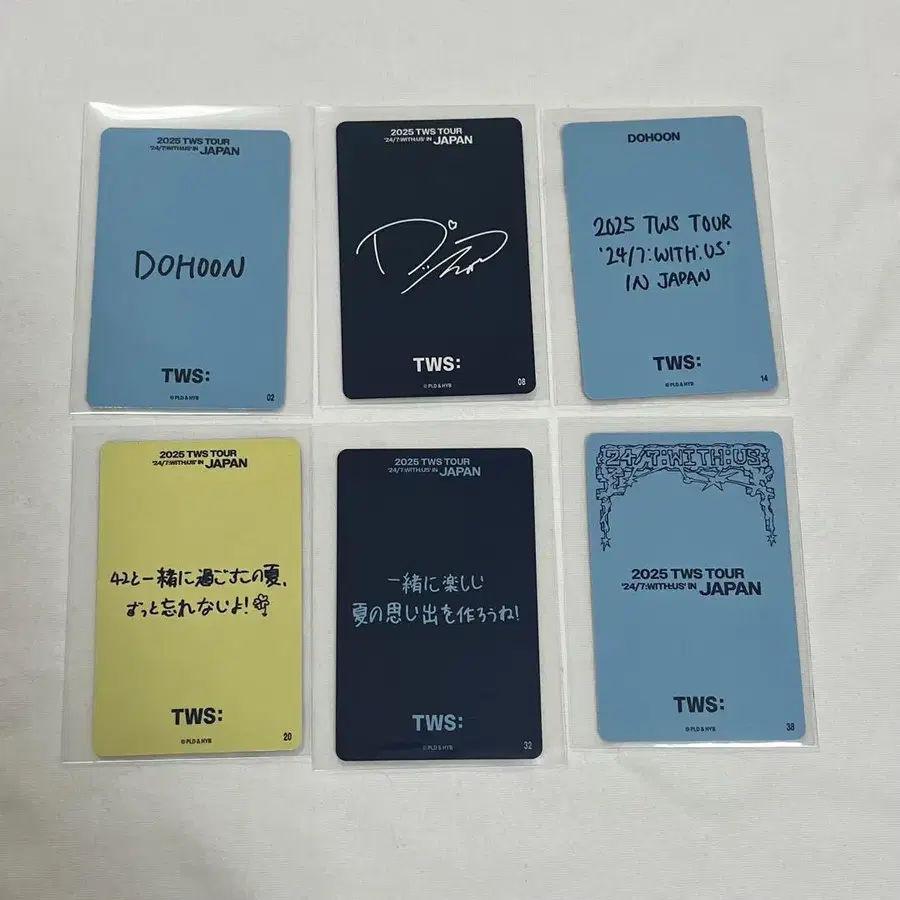 2025 TWS TOUR
'24/7:WITH:US' IN JAPAN
DOHOON
TWS:
© PLD & HYB
02
2025 TWS TOUR
'24/7:WITH:US' IN JAPAN
TWS:
© PLD & HYB
08
DOHOON
2025 TWS TOUR
'24/7:WITH:US'
IN JAPAN
TWS:
© PLD & HYB
14
2025 TWS TOUR
'24/7:WITH:US' IN JAPAN
42と一緒に過ごすこの夏、
ずっと忘れないよ!
TWS:
© PLD & HYB
20
2025 TWS TOUR
'24/7:WITH:US' IN JAPAN
一緒に楽しい
夏の思い出を作ろうね!
TWS:
© PLD & HYB
32
24/7:WITH:US
2025 TWS TOUR
'24/7:WITH:US' IN JAPAN
TWS:
© PLD & HYB
38